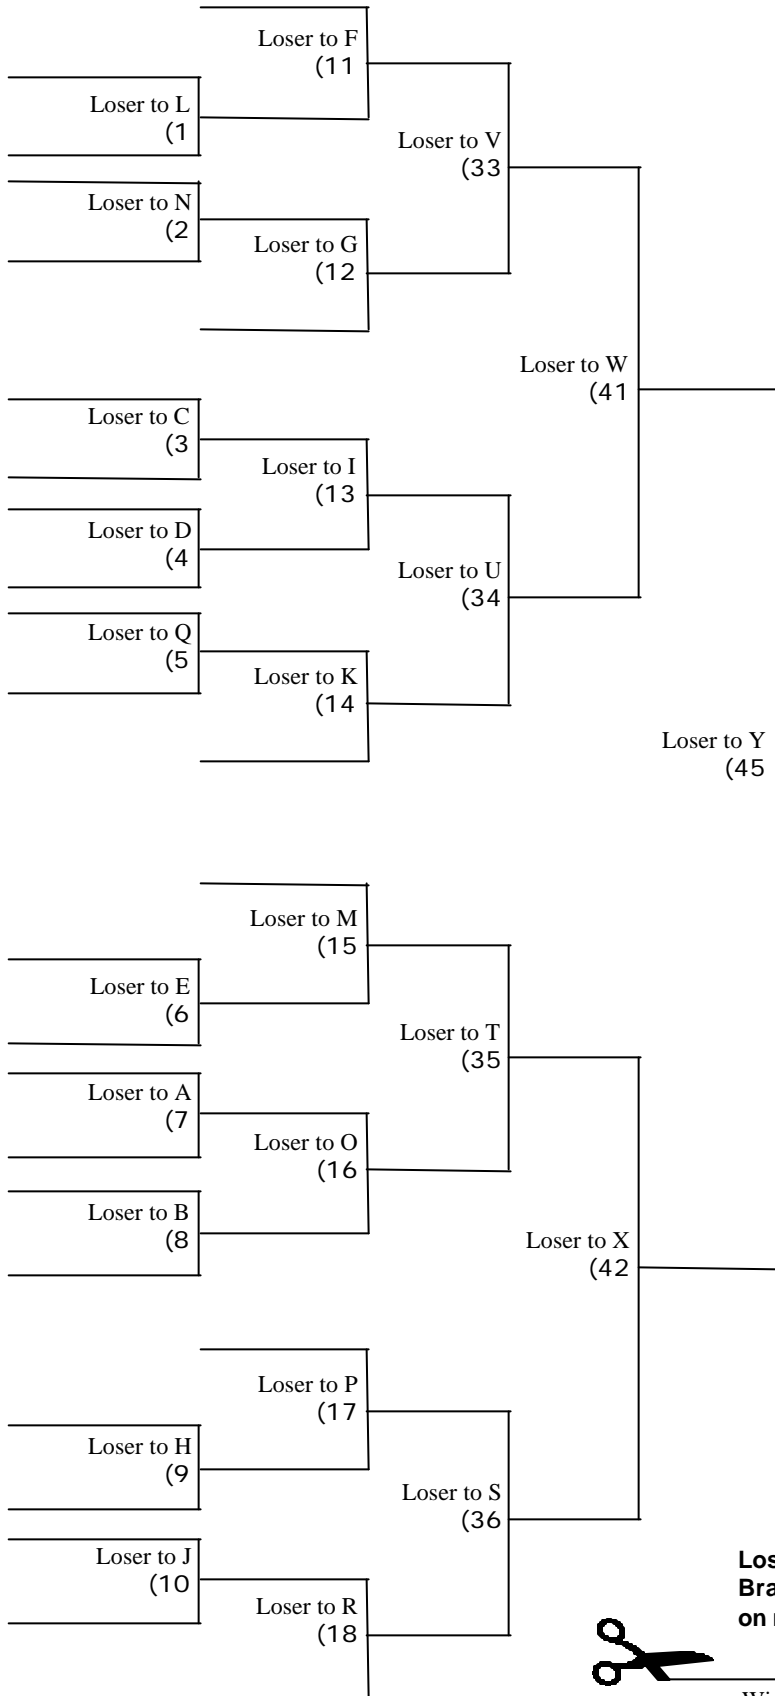 Loser to F
(11
Loser to L
(1
Loser to V
(33
Loser to N
(2
Loser to G
(12
Loser to W
(41
Loser to C
(3
Loser to I
(13
Loser to D
(4
Loser to U
(34
Loser to Q
(5
Loser to K
(14
Loser to Y
(45
Loser to M
(15
Loser to E
(6
Loser to T
(35
Loser to A
(7
Loser to O
(16
Loser to B
(8
Loser to X
(42
Loser to P
(17
Loser to H
(9
Loser to S
(36
Loser to J
(10
Loser to R
(18
Los
Bra
on